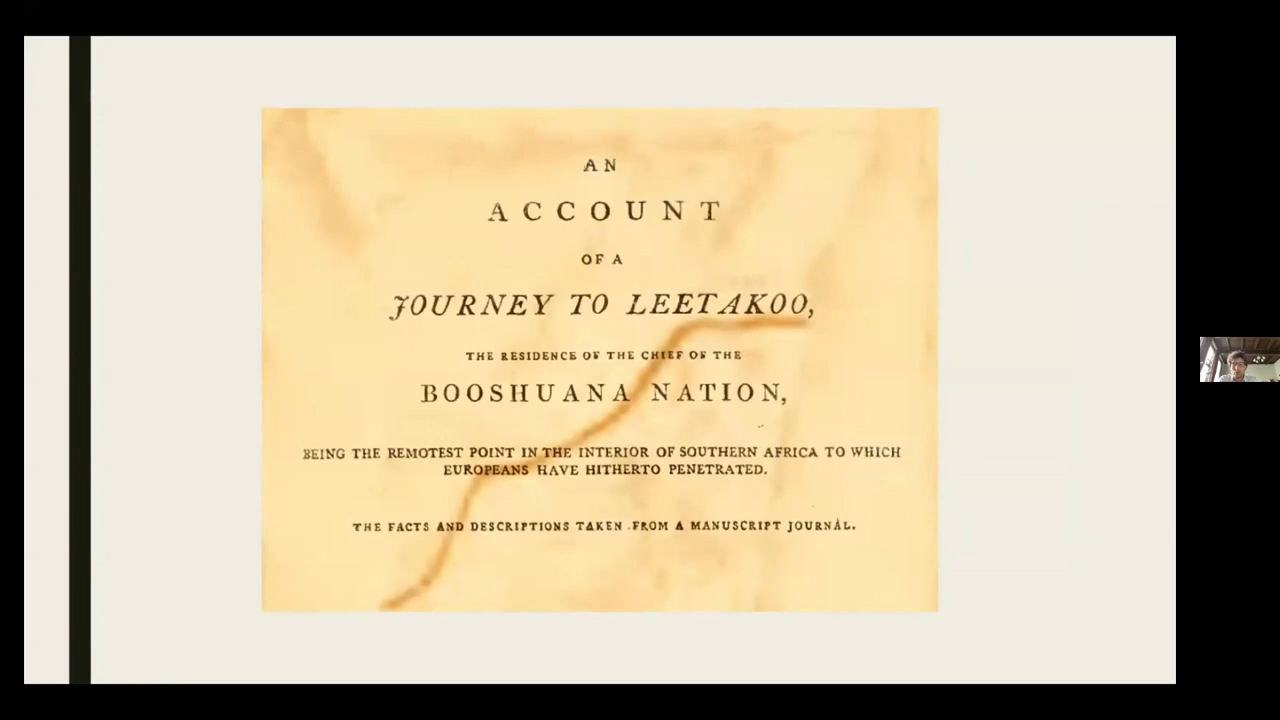 AN
ACCOUNT
OF A
JOURNEY TO LEETAKOO,
THE RESIDENCE OF THE CHIEF OF THE
BOOSHUANA NATION,
BEING THE REMOTEST POINT IN THE INTERIOR OF SOUTHERN AFRICA TO WHICH
EUROPEANS HAVE HITHERTO PENETRATED.
THE FACTS AND DESCRIPTIONS TAKEN FROM A MANUSCRIPT JOURNAL.